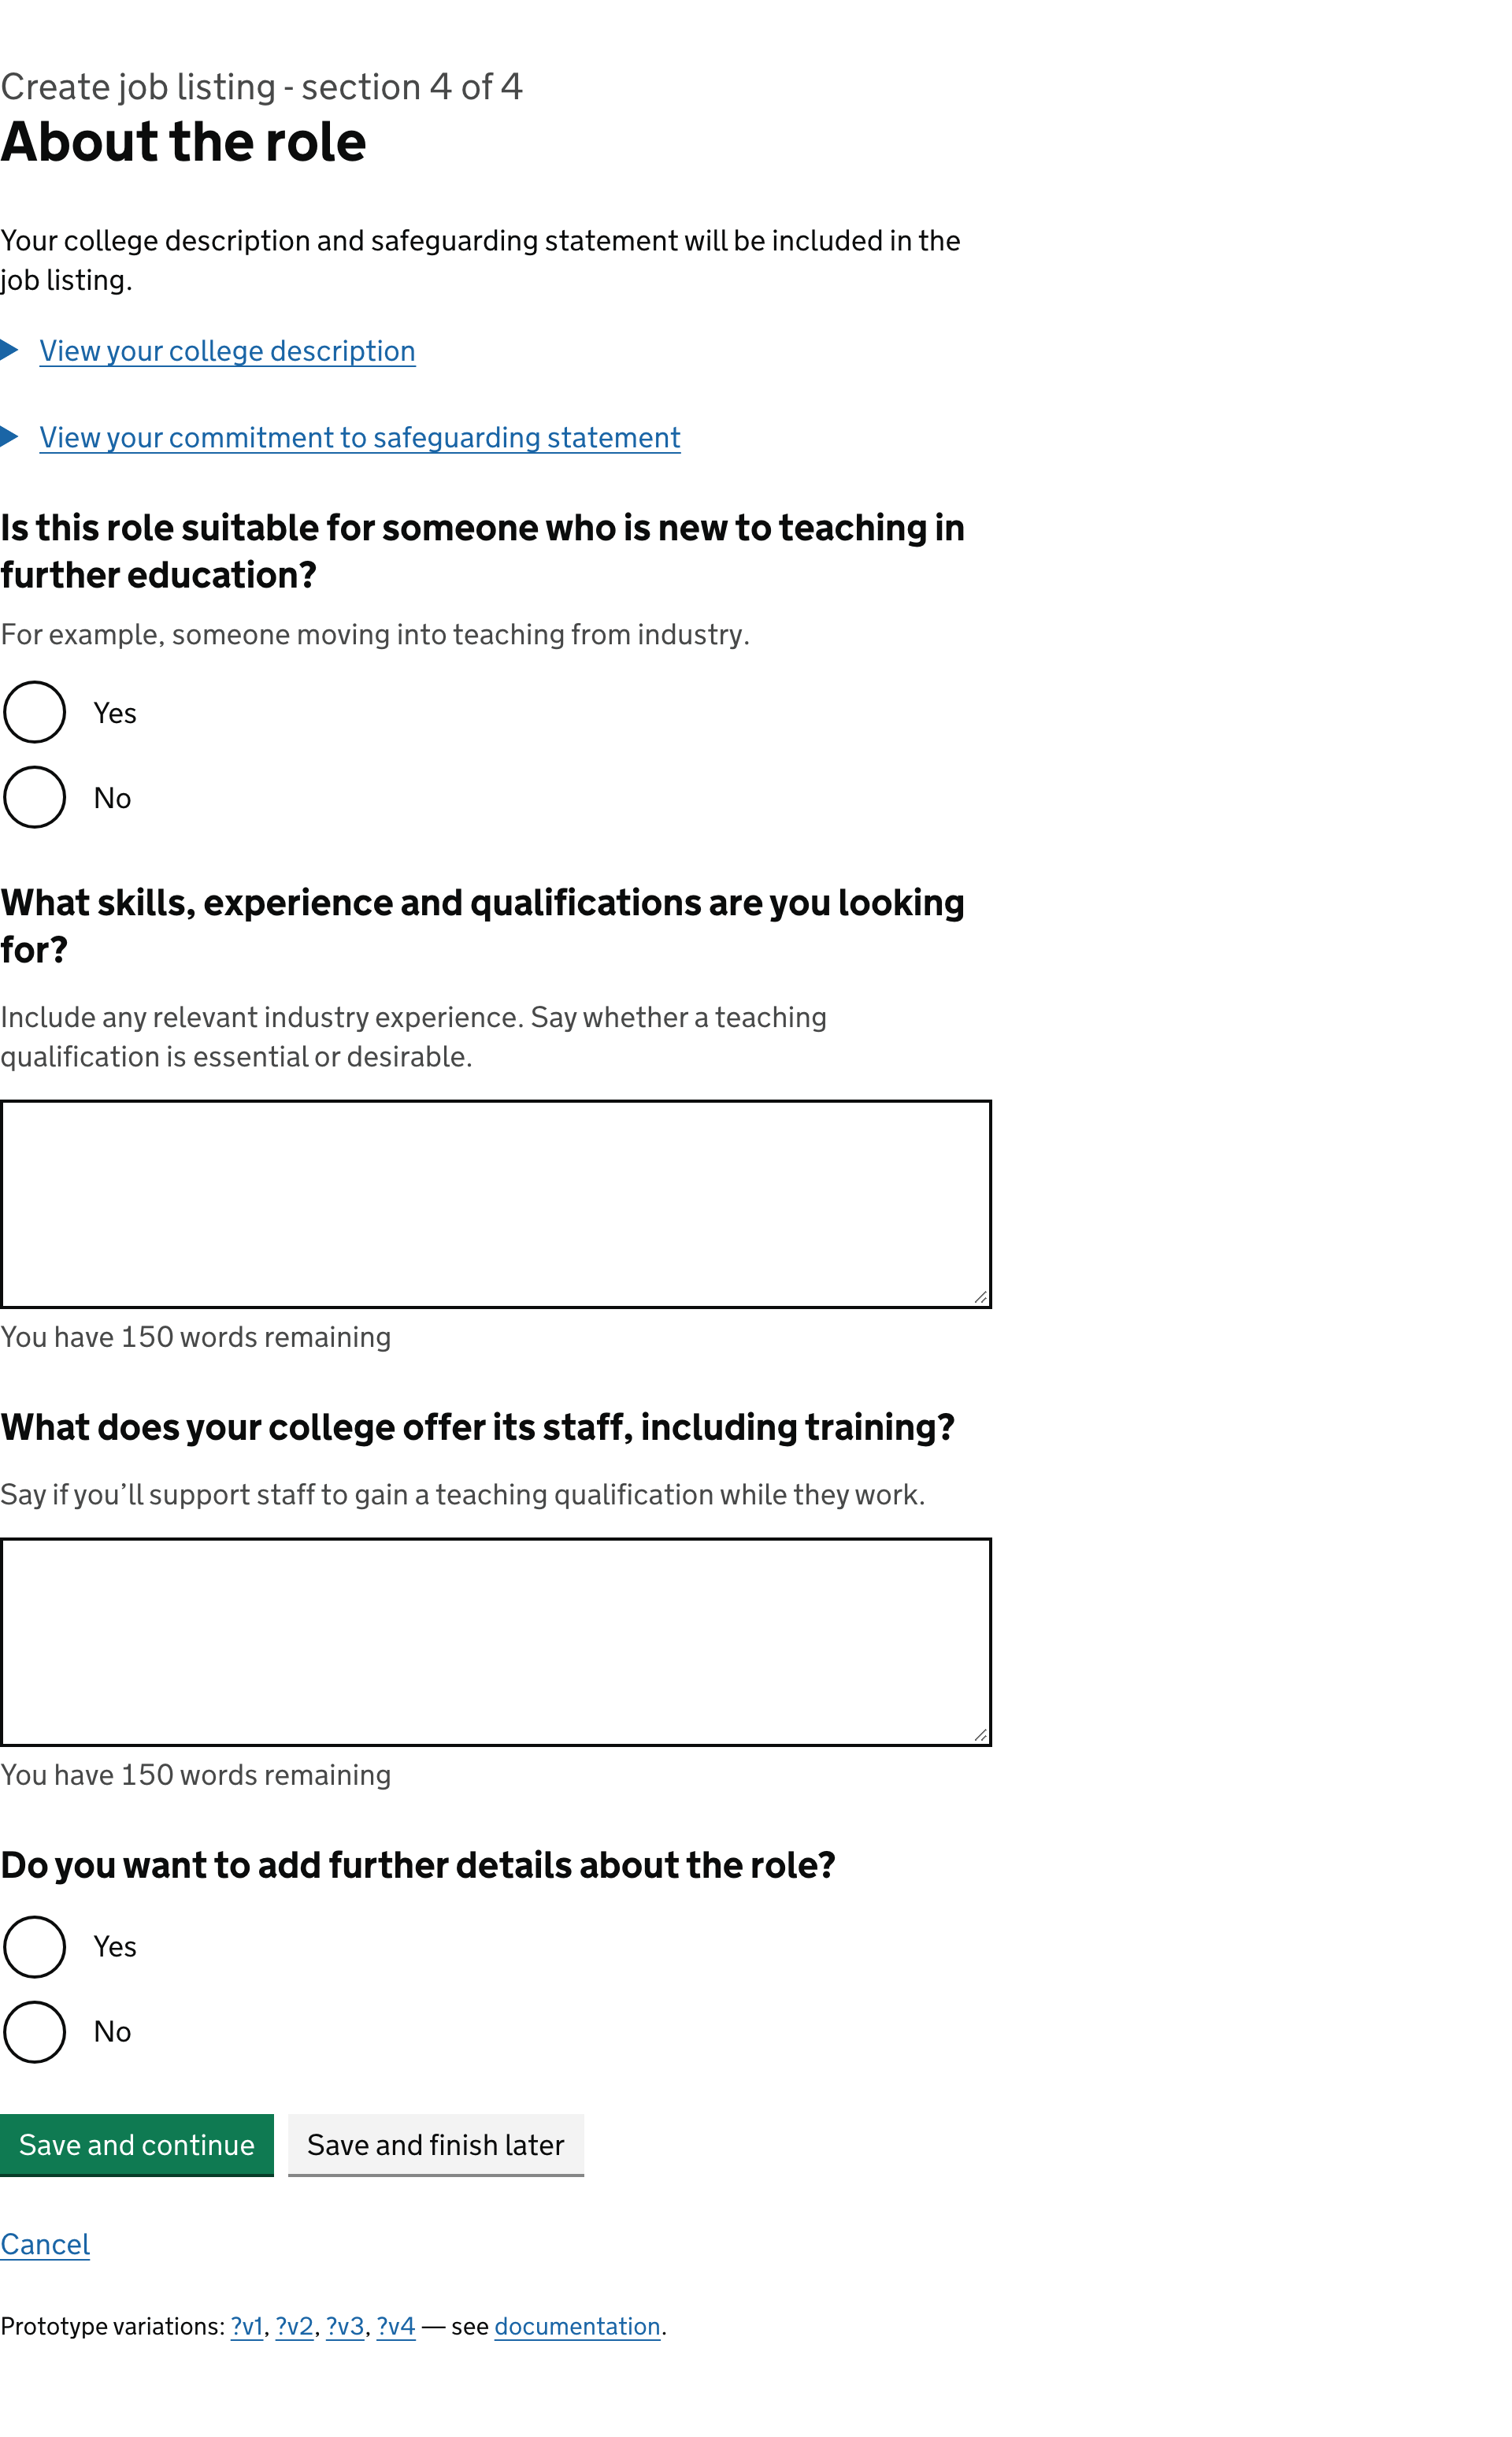 Create job listing - section 4 of 4
About the role
Your college description and safeguarding statement will be included in the
job listing.
View your college description
View your commitment to safeguarding statement
Is this role suitable for someone who is new to teaching in
further education?
For example, someone moving into teaching from industry.
Yes
No
What skills, experience and qualifications are you looking
for?
Include any relevant industry experience. Say whether a teaching
qualification is essential or desirable.
You have 150 words remaining
What does your college offer its staff, including training?
Say if you’ll support staff to gain a teaching qualification while they work.
You have 150 words remaining
Do you want to add further details about the role?
Yes
No
Save and continue Save and finish later
Cancel
Prototype variations: ?v1, ?v2, ?v3, ?v4 — see documentation.